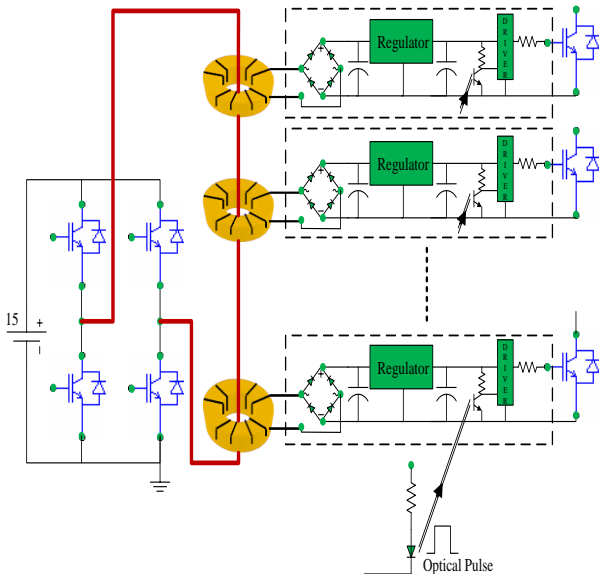 Regulator
DRIVER
+
−
Regulator
DRIVER
15
+
−
Regulator
DRIVER
Optical Pulse